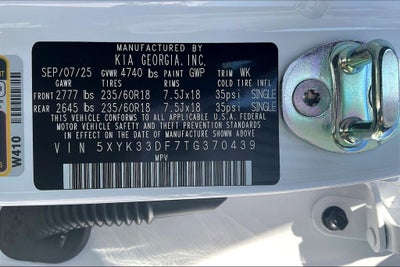 MANUFACTURED BY
KIA GEORGIA, INC.
SEP/07/25 GVWR 4740 lbs PAINT GWP TRIM WK
GAWR TIRES RIMS COLD TIRE INFL
FRONT 2777 lbs 235/60R18 7.5JX18 35psi SINGLE
REAR 2645 lbs 235/60R18 7.5JX18 35psi SINGLE
THIS VEHICLE CONFORMS TO ALL APPLICABLE U.S.A. FEDERAL
MOTOR VEHICLE SAFETY AND THEFT PREVENTION STANDARDS
IN EFFECT ON THE DATE OF MANUFACTURE SHOWN ABOVE.
VIN 5XYK33DF7TG370439
MPV
W410